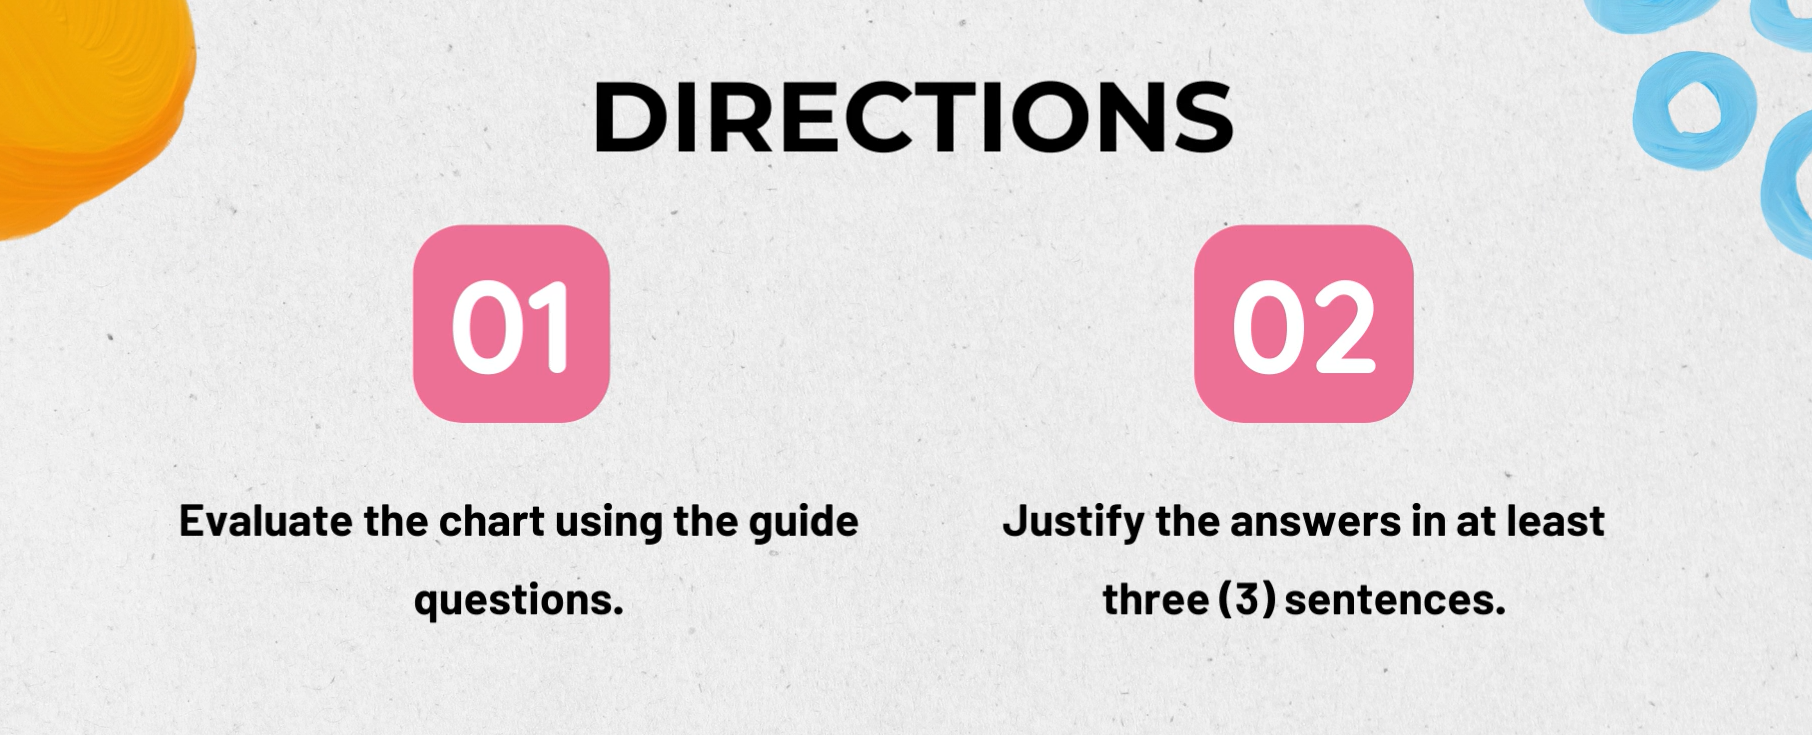 DIRECTIONS
01
Evaluate the chart using the guide
questions.
02
Justify the answers in at least
three (3) sentences.